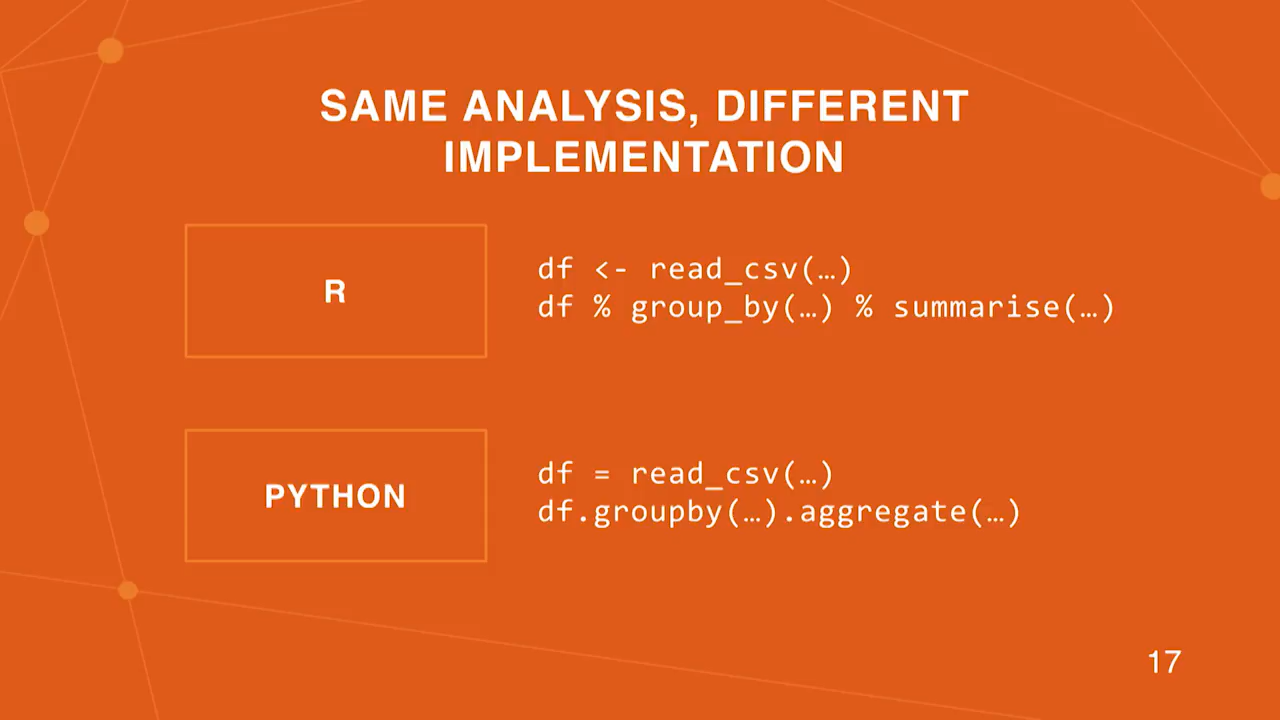 SAME ANALYSIS, DIFFERENT
IMPLEMENTATION
R
df <- read_csv(…)
df % group_by(…) % summarise(…)
PYTHON
df = read_csv(…)
df.groupby(…).aggregate(…)
17